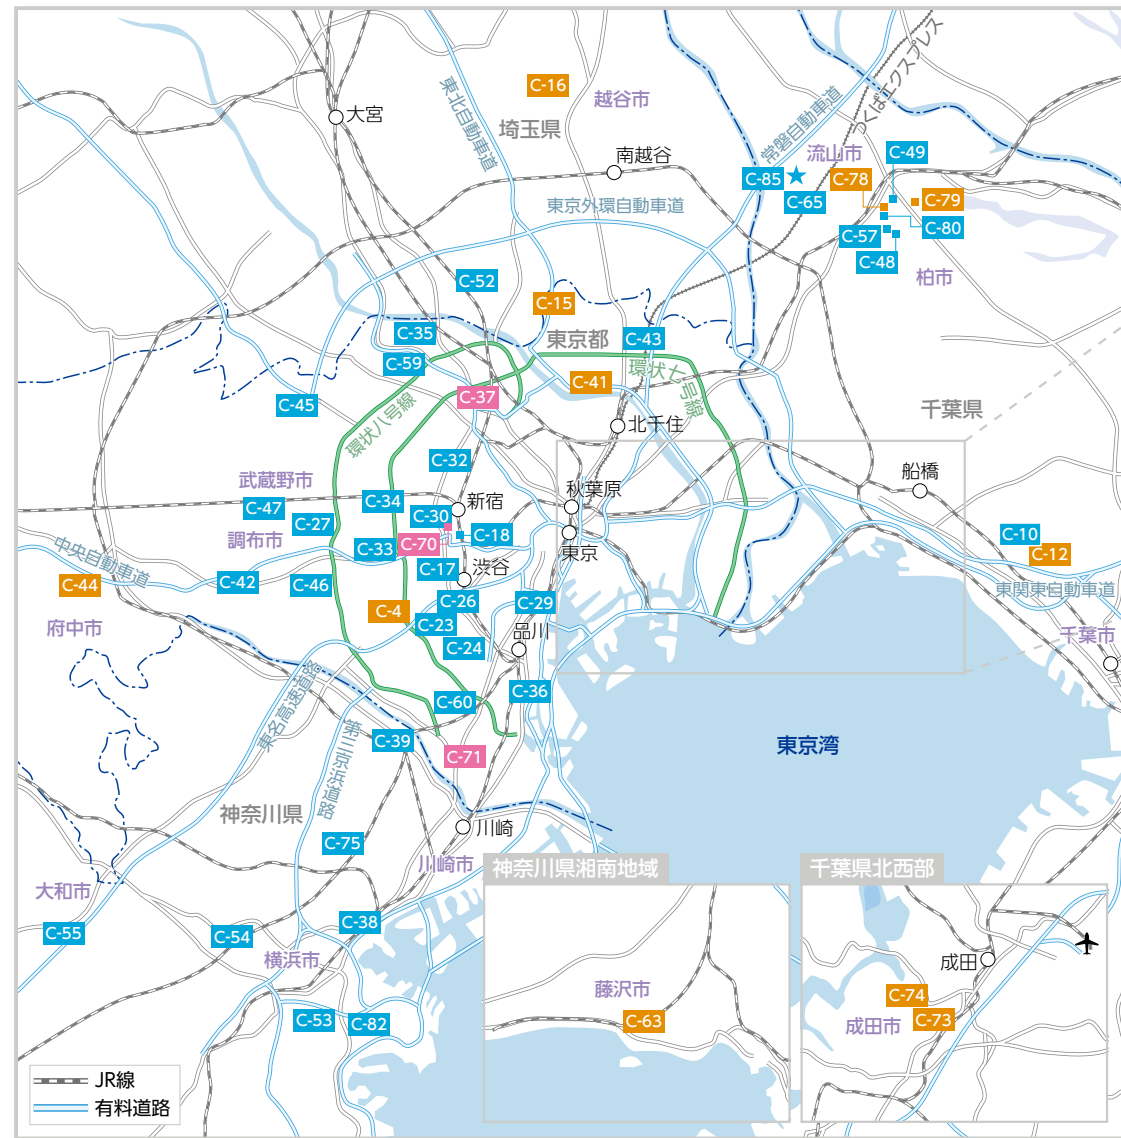 C-16
越谷市
つくばエクスプレス
東北自動車道
大宮
埼玉県
常磐自動車道
南越谷
流山市
C-49
C-85
C-78
C-65
C-79
東京外環自動車道
C-80
C-57
C-48
C-52
柏市
C-15
C-35
東京都
C-43
C-59
環状七号線
C-41
C-37
C-45
環状八号線
千葉県
北千住
C-32
船橋
武蔵野市
C-47
C-34
新宿
秋葉原
C-27
C-30
調布市
C-18
C-10
中央自動車道
C-33
C-70
東京
C-12
C-44
C-42
C-46
C-17
渋谷
東関東自動車道
C-4
C-26
C-29
府中市
C-23
品川
千葉市
C-24
東名高速道路
C-60
C-36
第三京浜道路
C-39
C-71
東京湾
神奈川県
川崎
C-75
川崎市
神奈川県湘南地域
千葉県北西部
大和市
C-55
C-54
C-38
横浜市
成田
藤沢市
C-74
C-53
C-82
C-63
成田市
C-73
JR線
有料道路